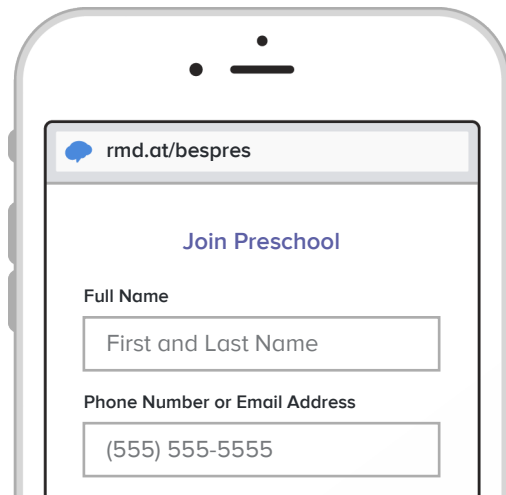 rmd.at/bespres
Join Preschool
Full Name
First and Last Name
Phone Number or Email Address
(555) 555-5555